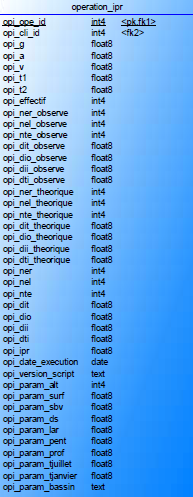 operation_ipr
opi_ope_id int4 <pk,fk1>
opi_cli_id int4 <fk2>
opi_g float8
opi_a float8
opi_v float8
opi_t1 float8
opi_t2 float8
opi_effectif int4
opi_ner_observe int4
opi_nel_observe int4
opi_nte_observe int4
opi_dit_observe float8
opi_dio_observe float8
opi_dii_observe float8
opi_dti_observe float8
opi_ner_theorique int4
opi_nel_theorique int4
opi_nte_theorique int4
opi_dit_theorique float8
opi_dio_theorique float8
opi_dii_theorique float8
opi_dti_theorique float8
opi_ner int4
opi_nel int4
opi_nte int4
opi_dit float8
opi_dio float8
opi_dii float8
opi_dti float8
opi_ipr float8
opi_date_execution date
opi_version_script text
opi_param_alt int4
opi_param_surf float8
opi_param_sbv float8
opi_param_ds float8
opi_param_lar float8
opi_param_pent float8
opi_param_prof float8
opi_param_tjuillet float8
opi_param_tjanvier float8
opi_param_bassin text